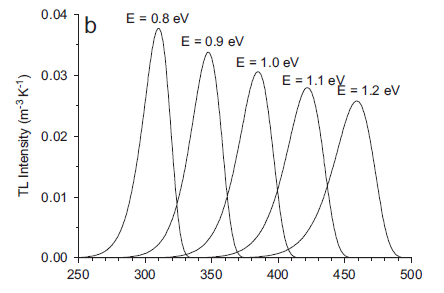 0.04
b
E = 0.8 eV
E = 0.9 eV
E = 1.0 eV
E = 1.1 eV
E = 1.2 eV
0.03
0.02
0.01
0.00
TL Intensity (m⁻³ K⁻¹)
250 300 350 400 450 500